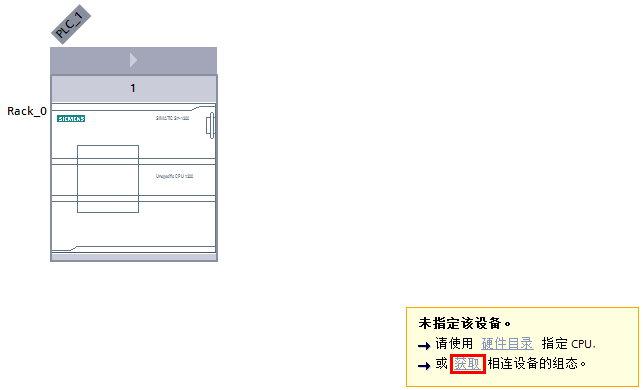 PLC_1
1
Rack_0
SIEMENS
SIMATIC S7-1200
Unspecific CPU 1200
未指定该设备。
→ 请使用 硬件目录 指定 CPU.
→ 或 获取 相连设备的组态。